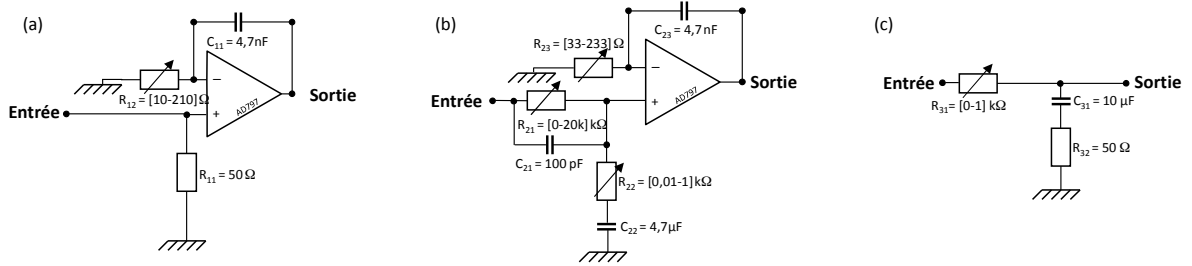 (a)
C11 = 4,7nF
R12 = [10-210] Ω
−
+
AD797
Entrée
Sortie
R11 = 50 Ω
(b)
C23 = 4,7nF
R23 = [33-233] Ω
−
+
AD797
Entrée
Sortie
R21 = [0-20k] kΩ
C21 = 100 pF
R22 = [0,01-1] kΩ
C22 = 4,7µF
(c)
Entrée
Sortie
R31 = [0-1] kΩ
C31 = 10 µF
R32 = 50 Ω